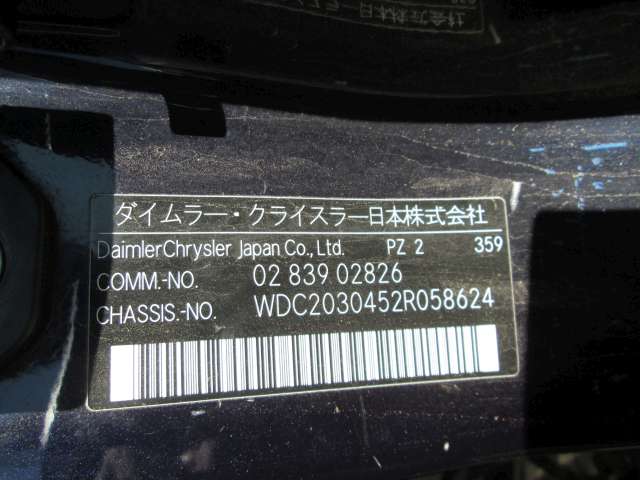 ダイムラー・クライスラー日本株式会社
DaimlerChrysler Japan Co., Ltd. PZ 2 359
COMM.-NO. 02 839 02826
CHASSIS.-NO. WDC2030452R058624